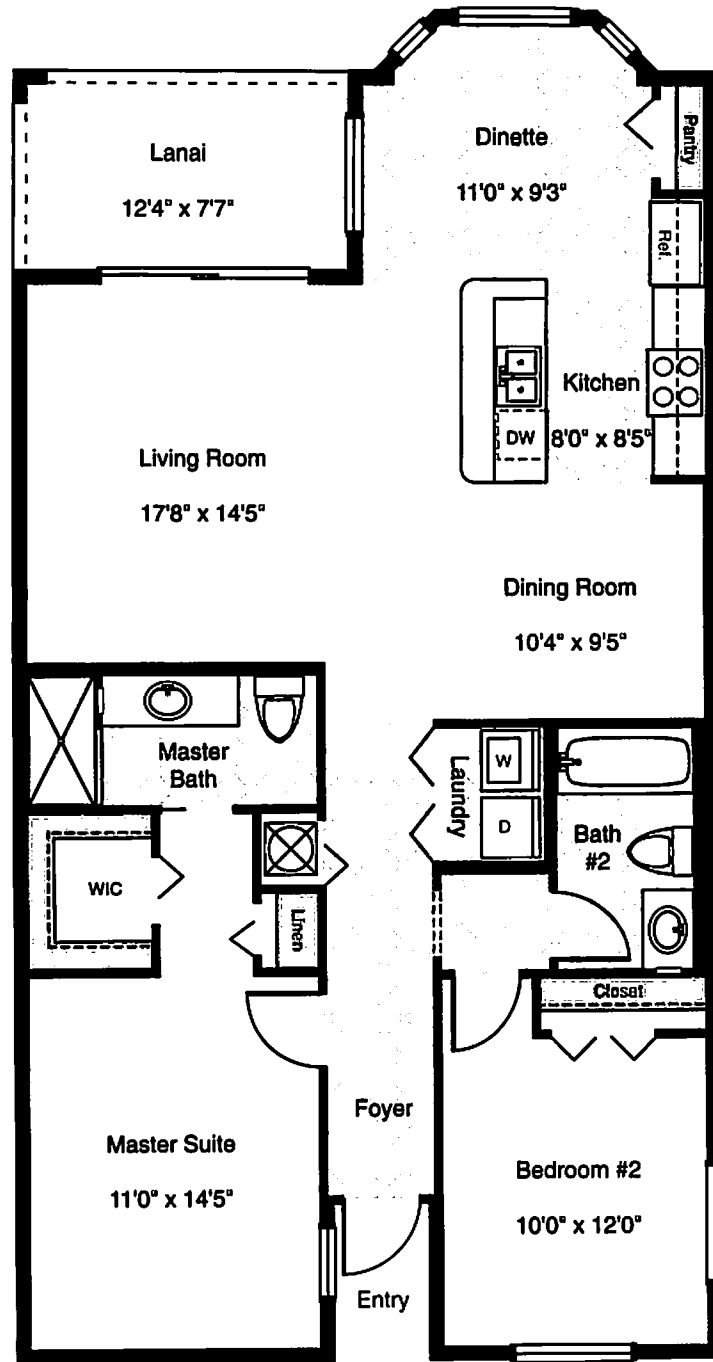 Lanai
12'4" x 7'7"
Dinette
11'0" x 9'3"
Pantry
Ref.
Kitchen
8'0" x 8'5"
DW
Living Room
17'8" x 14'5"
Dining Room
10'4" x 9'5"
Master
Bath
Laundry
W
D
Bath
#2
WIC
Linen
Closet
Foyer
Master Suite
11'0" x 14'5"
Bedroom #2
10'0" x 12'0"
Entry